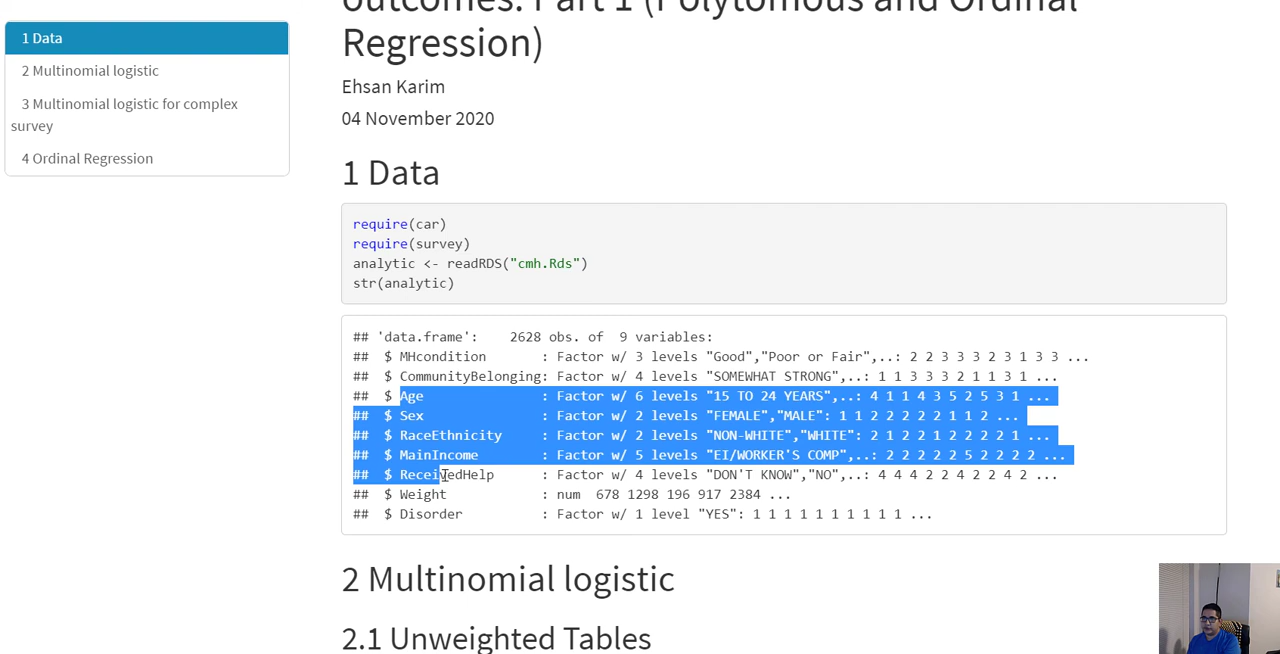 outcomes: Part 1 (Polytomous and Ordinal
Regression)
1 Data
2 Multinomial logistic
3 Multinomial logistic for complex
survey
4 Ordinal Regression
Ehsan Karim
04 November 2020
1 Data
require(car)
require(survey)
analytic <- readRDS("cmh.Rds")
str(analytic)
## 'data.frame':    2628 obs. of  9 variables:
##  $ MHcondition       : Factor w/ 3 levels "Good","Poor or Fair",..: 2 2 3 3 3 2 3 1 3 3 ...
##  $ CommunityBelonging: Factor w/ 4 levels "SOMEWHAT STRONG",..: 1 1 3 3 3 2 1 1 3 1 ...
##  $ Age               : Factor w/ 6 levels "15 TO 24 YEARS",..: 4 1 1 4 3 5 2 5 3 1 ...
##  $ Sex               : Factor w/ 2 levels "FEMALE","MALE": 1 1 2 2 2 2 2 1 1 2 ...
##  $ RaceEthnicity     : Factor w/ 2 levels "NON-WHITE","WHITE": 2 1 2 2 1 2 2 2 2 1 ...
##  $ MainIncome        : Factor w/ 5 levels "EI/WORKER'S COMP",..: 2 2 2 2 2 5 2 2 2 2 ...
##  $ ReceivedHelp      : Factor w/ 4 levels "DON'T KNOW","NO",..: 4 4 4 2 2 4 2 2 4 2 ...
##  $ Weight            : num  678 1298 196 917 2384 ...
##  $ Disorder          : Factor w/ 1 level "YES": 1 1 1 1 1 1 1 1 1 1 ...
2 Multinomial logistic
2.1 Unweighted Tables